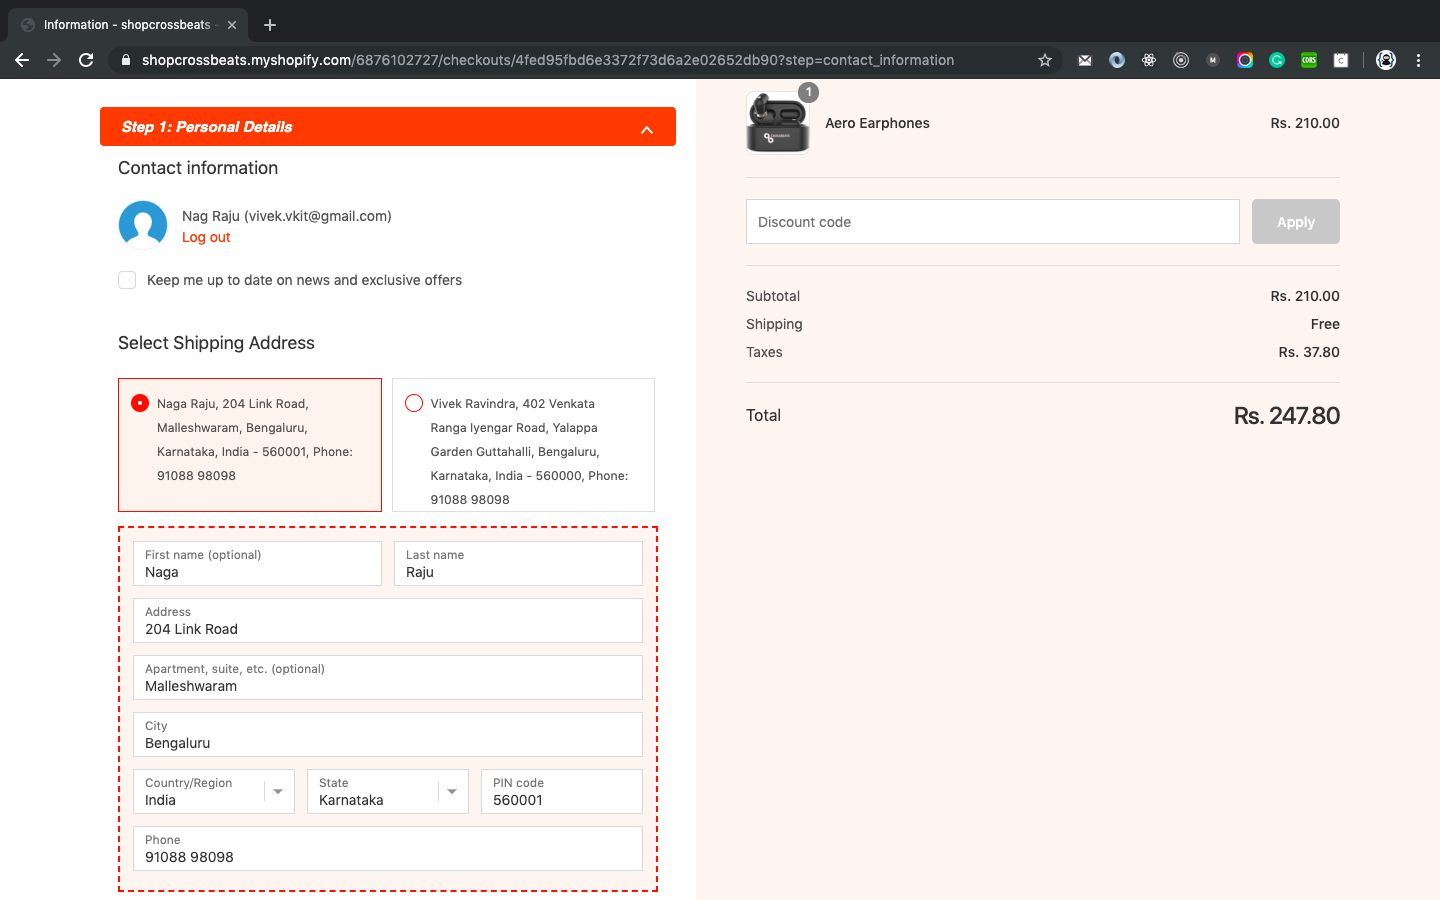 Information - shopcrossbeats -
shopcrossbeats.myshopify.com/6876102727/checkouts/4fed95fbd6e3372f73d6a2e02652db90?step=contact_information
M
CORS
C
Step 1: Personal Details
Contact information
Nag Raju (vivek.vkit@gmail.com)
Log out
Keep me up to date on news and exclusive offers
Select Shipping Address
Naga Raju, 204 Link Road,
Malleshwaram, Bengaluru,
Karnataka, India - 560001, Phone:
91088 98098
Vivek Ravindra, 402 Venkata
Ranga Iyengar Road, Yalappa
Garden Guttahalli, Bengaluru,
Karnataka, India - 560000, Phone:
91088 98098
First name (optional)
Naga
Last name
Raju
Address
204 Link Road
Apartment, suite, etc. (optional)
Malleshwaram
City
Bengaluru
Country/Region
India
State
Karnataka
PIN code
560001
Phone
91088 98098
1
Aero Earphones
Rs. 210.00
Discount code
Apply
Subtotal
Rs. 210.00
Shipping
Free
Taxes
Rs. 37.80
Total
Rs. 247.80